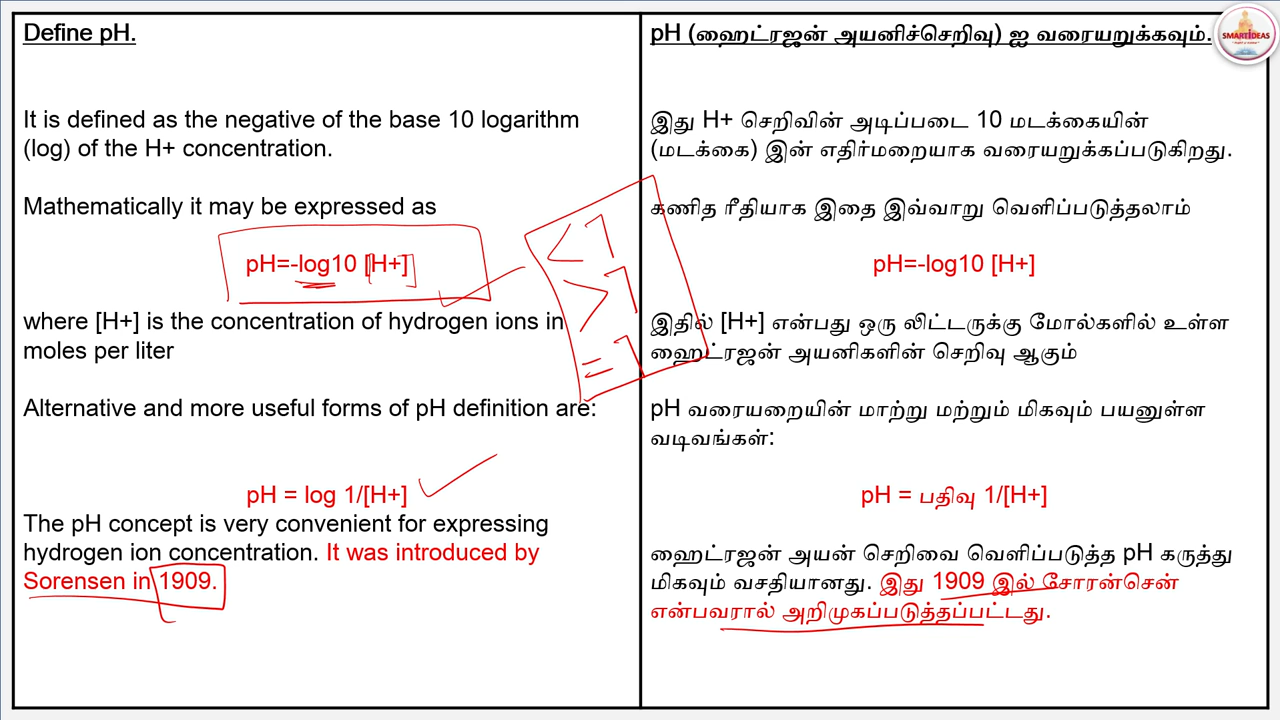 Define pH.
It is defined as the negative of the base 10 logarithm
(log) of the H+ concentration.
Mathematically it may be expressed as
pH=-log10 [H+]
where [H+] is the concentration of hydrogen ions in
moles per liter
Alternative and more useful forms of pH definition are:
pH = log 1/[H+]
The pH concept is very convenient for expressing
hydrogen ion concentration. It was introduced by
Sorensen in 1909.
<7
>7
=7
pH (ஹைட்ரஜன் அயனிச்செறிவு) ஐ வரையறுக்கவும்.
இது H+ செறிவின் அடிப்படை 10 மடக்கையின்
(மடக்கை) இன் எதிர்மறையாக வரையறுக்கப்படுகிறது.
கணித ரீதியாக இதை இவ்வாறு வெளிப்படுத்தலாம்
pH=-log10 [H+]
இதில் [H+] என்பது ஒரு லிட்டருக்கு மோல்களில் உள்ள
ஹைட்ரஜன் அயனிகளின் செறிவு ஆகும்
pH வரையறையின் மாற்று மற்றும் மிகவும் பயனுள்ள
வடிவங்கள்:
pH = பதிவு 1/[H+]
ஹைட்ரஜன் அயன் செறிவை வெளிப்படுத்த pH கருத்து
மிகவும் வசதியானது. இது 1909 இல் சோரன்சென்
என்பவரால் அறிமுகப்படுத்தப்பட்டது.
SMARTIDEAS